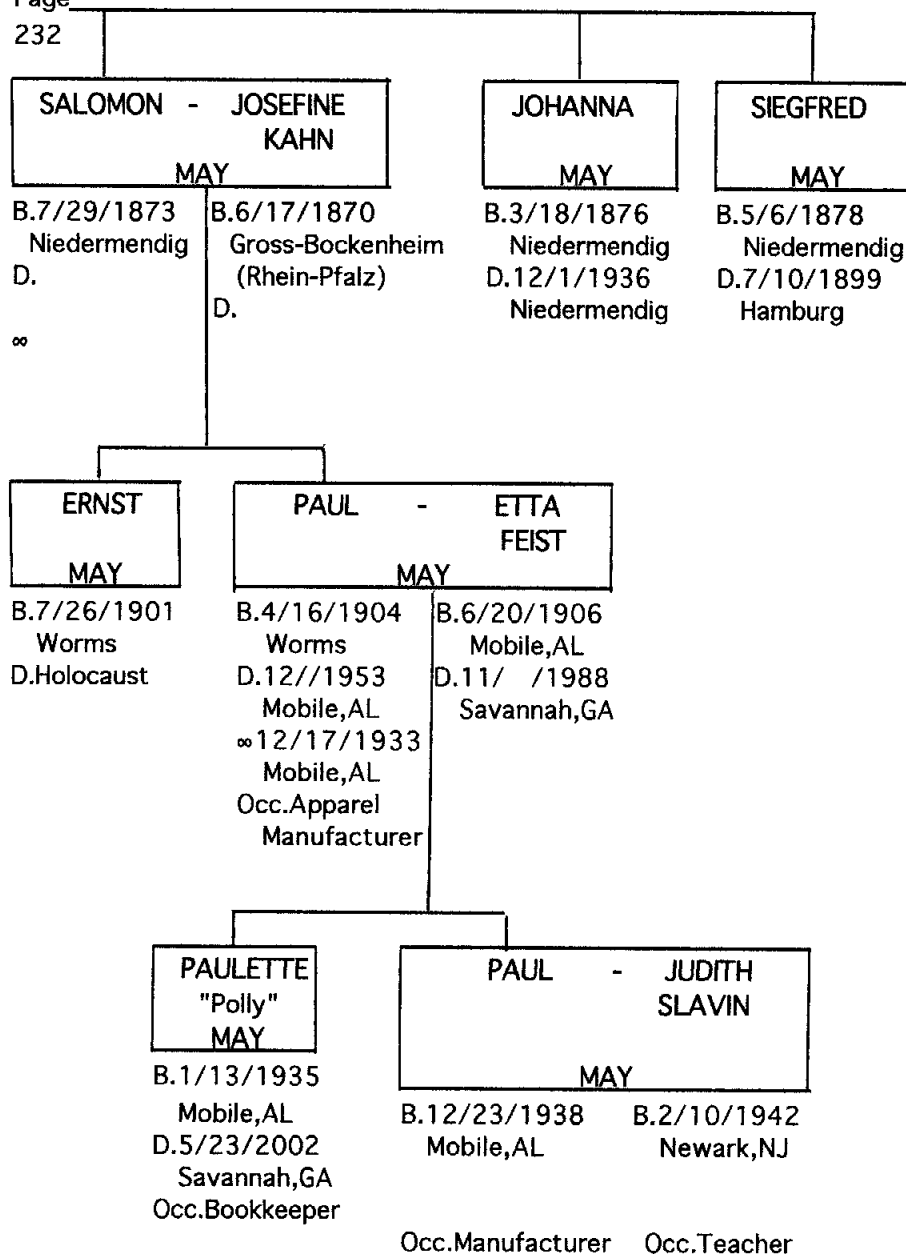 Page
232
SALOMON - JOSEFINE
KAHN
MAY
B.7/29/1873
Niedermendig
D.
∞
B.6/17/1870
Gross-Bockenheim
(Rhein-Pfalz)
D.
JOHANNA
MAY
B.3/18/1876
Niedermendig
D.12/1/1936
Niedermendig
SIEGFRED
MAY
B.5/6/1878
Niedermendig
D.7/10/1899
Hamburg
ERNST
MAY
B.7/26/1901
Worms
D.Holocaust
PAUL - ETTA
FEIST
MAY
B.4/16/1904
Worms
D.12//1953
Mobile,AL
∞12/17/1933
Mobile,AL
Occ.Apparel
Manufacturer
B.6/20/1906
Mobile,AL
D.11/ /1988
Savannah,GA
PAULETTE
"Polly"
MAY
B.1/13/1935
Mobile,AL
D.5/23/2002
Savannah,GA
Occ.Bookkeeper
PAUL - JUDITH
SLAVIN
MAY
B.12/23/1938
Mobile,AL
Occ.Manufacturer
B.2/10/1942
Newark,NJ
Occ.Teacher